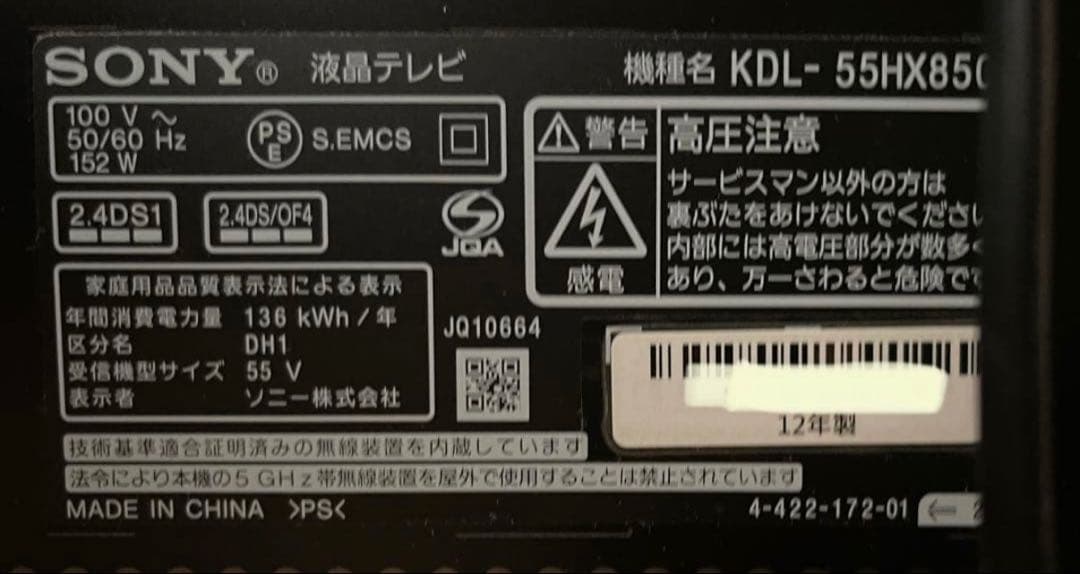 SONY® 液晶テレビ 機種名 KDL- 55HX850
100 V ～
50/60 Hz
152 W
PS
E
S.EMCS
警告 高圧注意
サービスマン以外の方は
裏ぶたをあけないでください
内部には高電圧部分が数多く
あり、万一さわると危険で
感電
2.4DS1
2.4DS/OF4
JQA
家庭用品品質表示法による表示
年間消費電力量 136 kWh / 年
区分名 DH1
受信機型サイズ 55 V
表示者 ソニー株式会社
JQ10664
12年製
技術基準適合証明済みの無線装置を内蔵しています
法令により本機の5 GHz帯無線装置を屋外で使用することは禁止されています
MADE IN CHINA >PS<
4-422-172-01